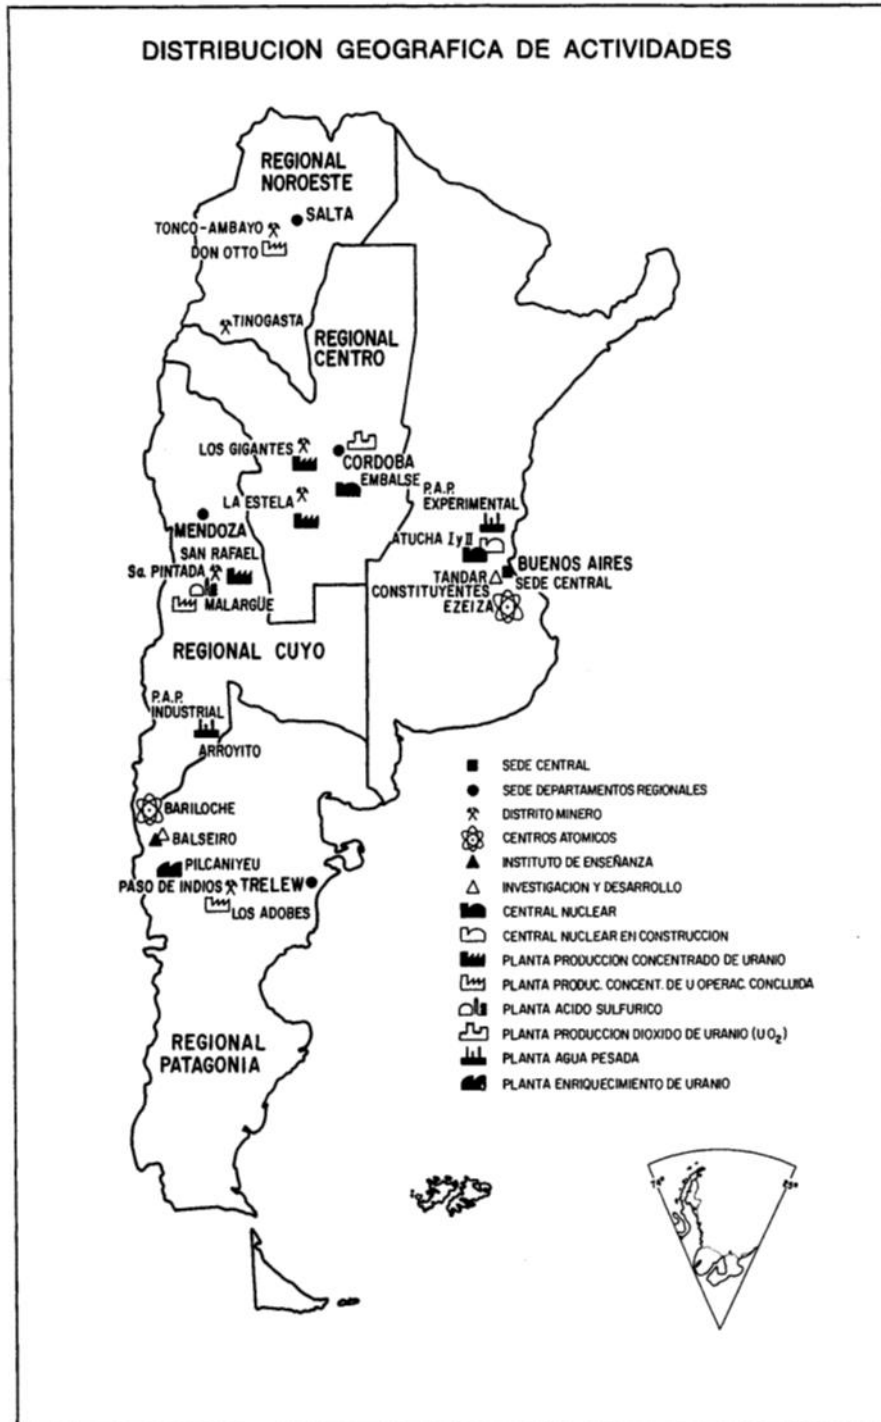 DISTRIBUCION GEOGRAFICA DE ACTIVIDADES
REGIONAL
NOROESTE
SALTA
TONCO-AMBAYO
DON OTTO
TINOGASTA
REGIONAL
CENTRO
LOS GIGANTES
CORDOBA
EMBALSE
LA ESTELA
P.A.P.
EXPERIMENTAL
MENDOZA
ATUCHA I y II
SAN RAFAEL
BUENOS AIRES
Sa. PINTADA
TANDAR
SEDE CENTRAL
CONSTITUYENTES
MALARGÜE
EZEIZA
REGIONAL CUYO
P.A.P.
INDUSTRIAL
ARROYITO
BARILOCHE
BALSEIRO
PILCANIYEU
PASO DE INDIOS
TRELEW
LOS ADOBES
REGIONAL
PATAGONIA
SEDE CENTRAL
SEDE DEPARTAMENTOS REGIONALES
DISTRITO MINERO
CENTROS ATOMICOS
INSTITUTO DE ENSEÑANZA
INVESTIGACION Y DESARROLLO
CENTRAL NUCLEAR
CENTRAL NUCLEAR EN CONSTRUCCION
PLANTA PRODUCCION CONCENTRADO DE URANIO
PLANTA PRODUC. CONCENT. DE U OPERAC. CONCLUIDA
PLANTA ACIDO SULFURICO
PLANTA PRODUCCION DIOXIDO DE URANIO (UO₂)
PLANTA AGUA PESADA
PLANTA ENRIQUECIMIENTO DE URANIO